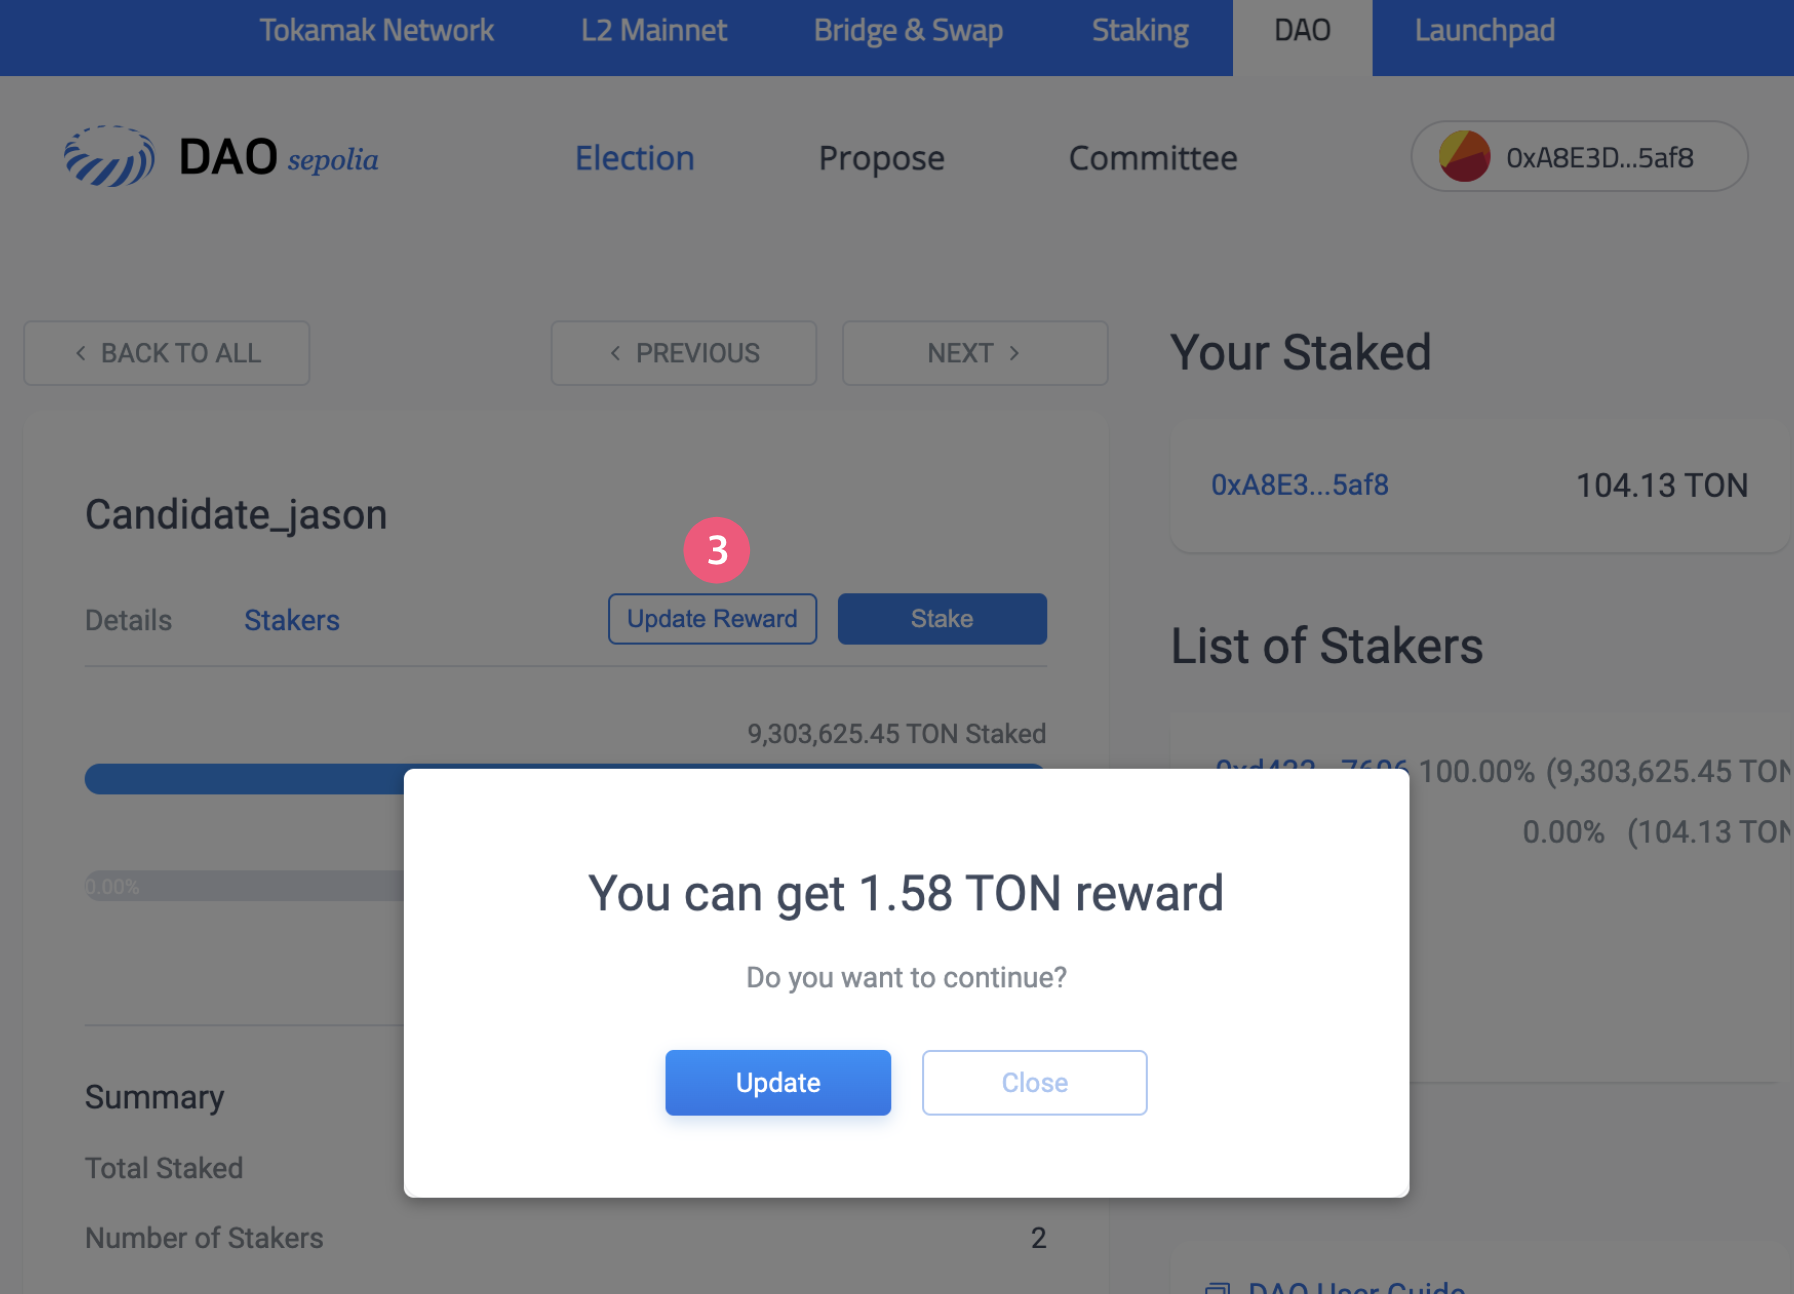 Tokamak Network L2 Mainnet Bridge & Swap Staking DAO Launchpad
DAO sepolia Election Propose Committee 0xA8E3D...5af8
< BACK TO ALL < PREVIOUS NEXT >
Your Staked
0xA8E3...5af8 104.13 TON
Candidate_jason
3
Details Stakers Update Reward Stake
List of Stakers
9,303,625.45 TON Staked
100.00% (9,303,625.45 TON
0.00% (104.13 TON
0.00%
You can get 1.58 TON reward
Do you want to continue?
Update Close
Summary
Total Staked
Number of Stakers 2
DAO User Guide